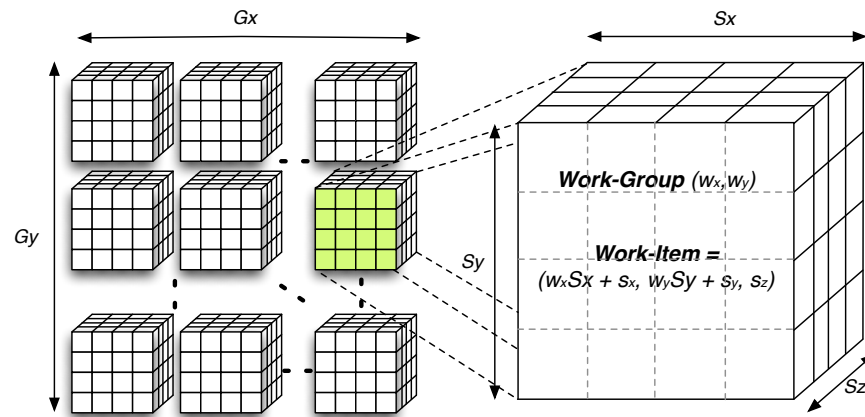 Gx
Sx
Gy
Sy
Work-Group (wx,wy)
Work-Item =
(wxSx + sx, wySy + sy, sz)
Sz